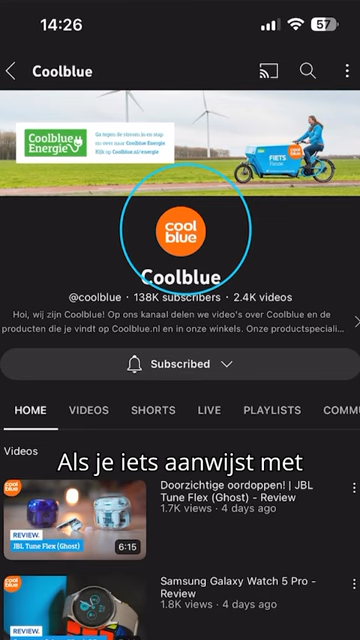 14:26
57
Coolblue
Coolblue Energie
Ga tegen de stroom in en stap
nu over naar Coolblue Energie
Klik op Coolblue.nl/energie
FIETS
cool
blue
Coolblue
@coolblue · 138K subscribers · 2.4K videos
Hoi, wij zijn Coolblue! Op ons kanaal delen we video's over Coolblue en de
producten die je vindt op Coolblue.nl en in onze winkels. Onze productspeciali...
Subscribed
HOME VIDEOS SHORTS LIVE PLAYLISTS COMMU
Videos
Als je iets aanwijst met
cool
blue
Doorzichtige oordoppen! | JBL
Tune Flex (Ghost) - Review
1.7K views · 4 days ago
REVIEW.
JBL Tune Flex (Ghost)
6:15
cool
blue
Samsung Galaxy Watch 5 Pro -
Review
1.8K views · 4 days ago
REVIEW.